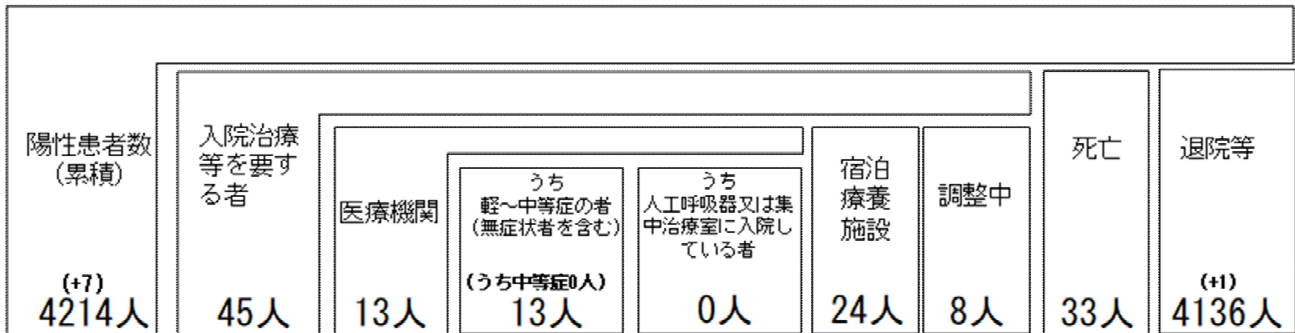 陽性患者数
(累積)
(+7)
4214人
入院治療
等を要す
る者
45人
医療機関
13人
うち
軽～中等症の者
(無症状者を含む)
(うち中等症0人)
13人
うち
人工呼吸器又は集
中治療室に入院し
ている者
0人
宿泊
療養
施設
24人
調整中
8人
死亡
33人
退院等
(+1)
4136人